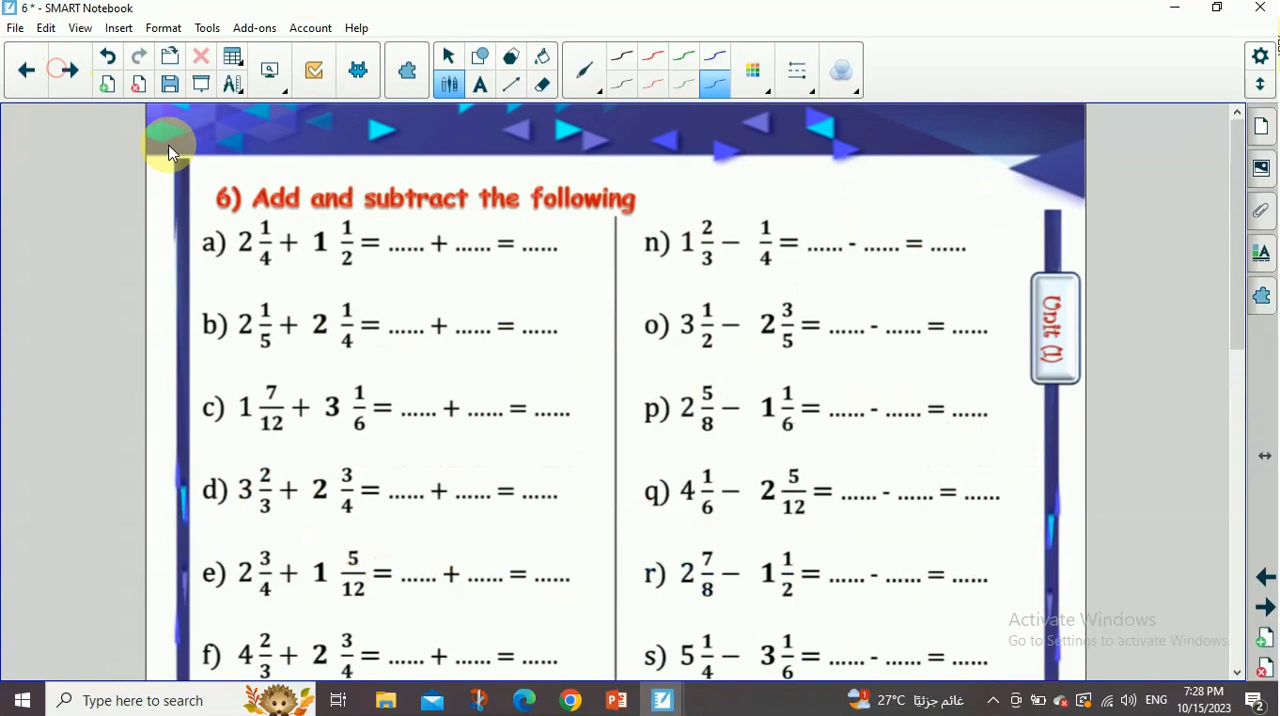 6 * - SMART Notebook
File Edit View Insert Format Tools Add-ons Account Help
6) Add and subtract the following
a) 2 1/4 + 1 1/2 = ...... + ...... = ......
b) 2 1/5 + 2 1/4 = ...... + ...... = ......
c) 1 7/12 + 3 1/6 = ...... + ...... = ......
d) 3 2/3 + 2 3/4 = ...... + ...... = ......
e) 2 3/4 + 1 5/12 = ...... + ...... = ......
f) 4 2/3 + 2 3/4 = ...... + ...... = ......
n) 1 2/3 − 1/4 = ...... - ...... = ......
o) 3 1/2 − 2 3/5 = ...... - ...... = ......
p) 2 5/8 − 1 1/6 = ...... - ...... = ......
q) 4 1/6 − 2 5/12 = ...... - ...... = ......
r) 2 7/8 − 1 1/2 = ...... - ...... = ......
s) 5 1/4 − 3 1/6 = ...... - ...... = ......
Unit (1)
Activate Windows
Go to Settings to activate Windows.
Type here to search
27°C غائم جزئيًا
ENG
7:28 PM
10/15/2023
2